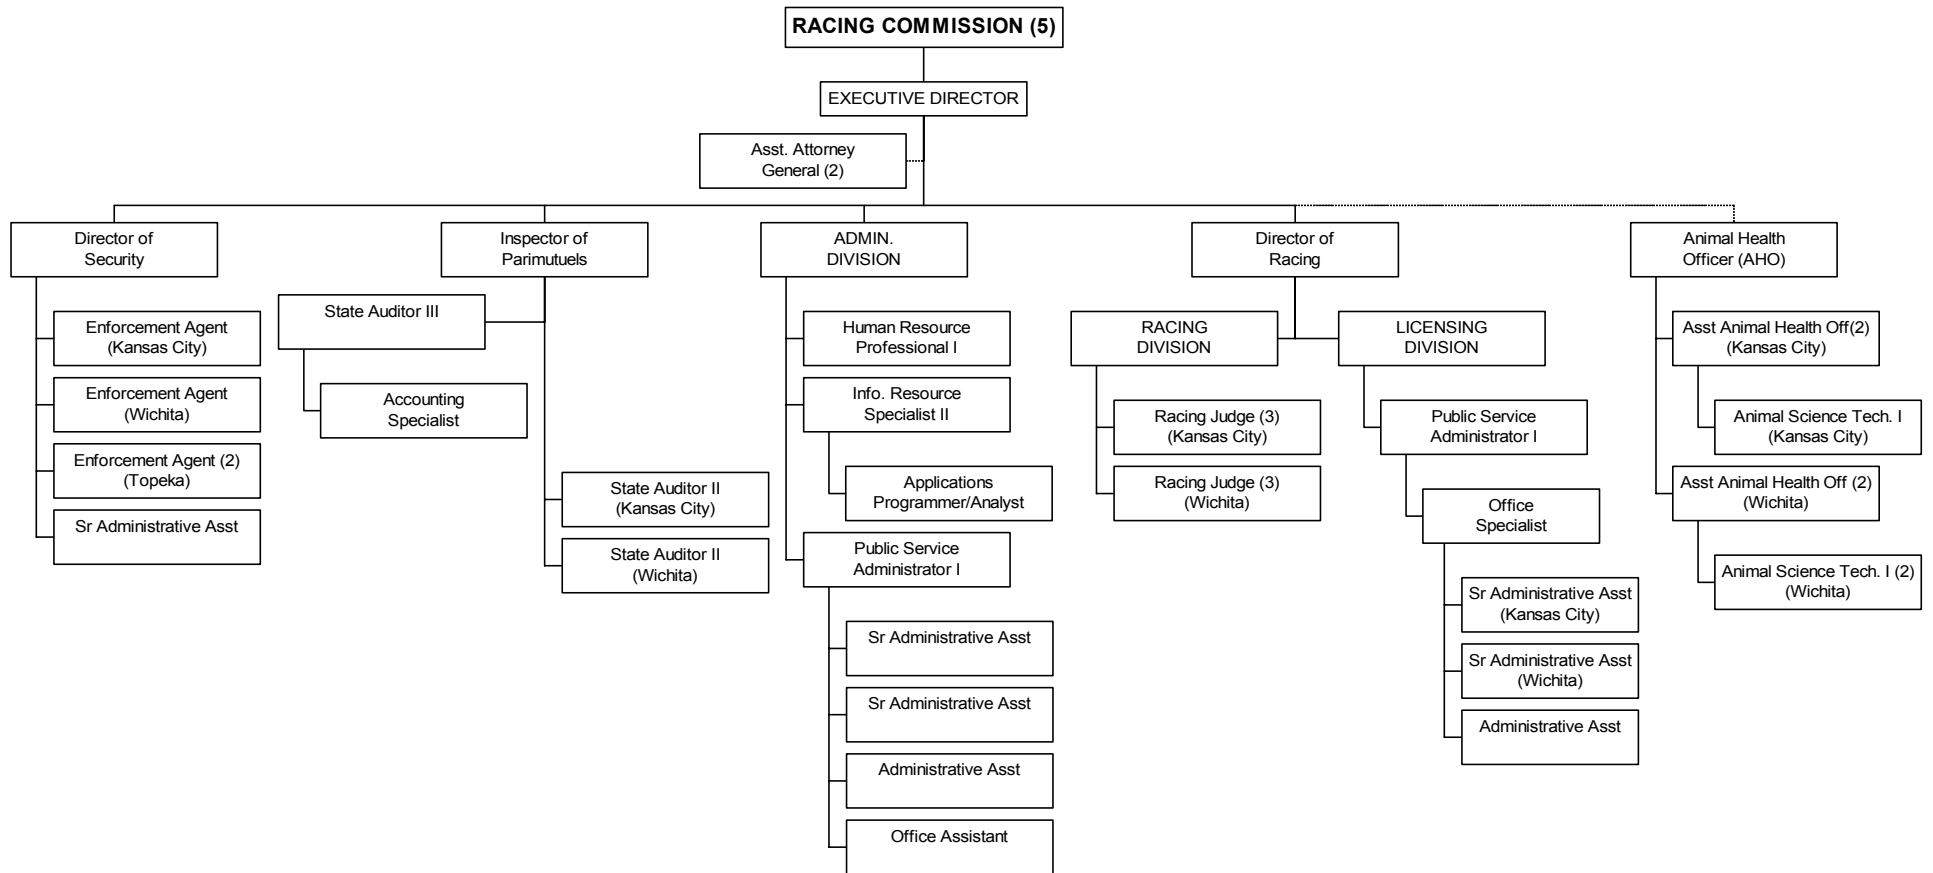 RACING COMMISSION (5)
EXECUTIVE DIRECTOR
Asst. Attorney
General (2)
Director of
Security
Enforcement Agent
(Kansas City)
Enforcement Agent
(Wichita)
Enforcement Agent (2)
(Topeka)
Sr Administrative Asst
Inspector of
Parimutuels
State Auditor III
Accounting
Specialist
State Auditor II
(Kansas City)
State Auditor II
(Wichita)
ADMIN.
DIVISION
Human Resource
Professional I
Info. Resource
Specialist II
Applications
Programmer/Analyst
Public Service
Administrator I
Sr Administrative Asst
Sr Administrative Asst
Administrative Asst
Office Assistant
Director of
Racing
RACING
DIVISION
Racing Judge (3)
(Kansas City)
Racing Judge (3)
(Wichita)
LICENSING
DIVISION
Public Service
Administrator I
Office
Specialist
Sr Administrative Asst
(Kansas City)
Sr Administrative Asst
(Wichita)
Administrative Asst
Animal Health
Officer (AHO)
Asst Animal Health Off(2)
(Kansas City)
Animal Science Tech. I
(Kansas City)
Asst Animal Health Off (2)
(Wichita)
Animal Science Tech. I (2)
(Wichita)